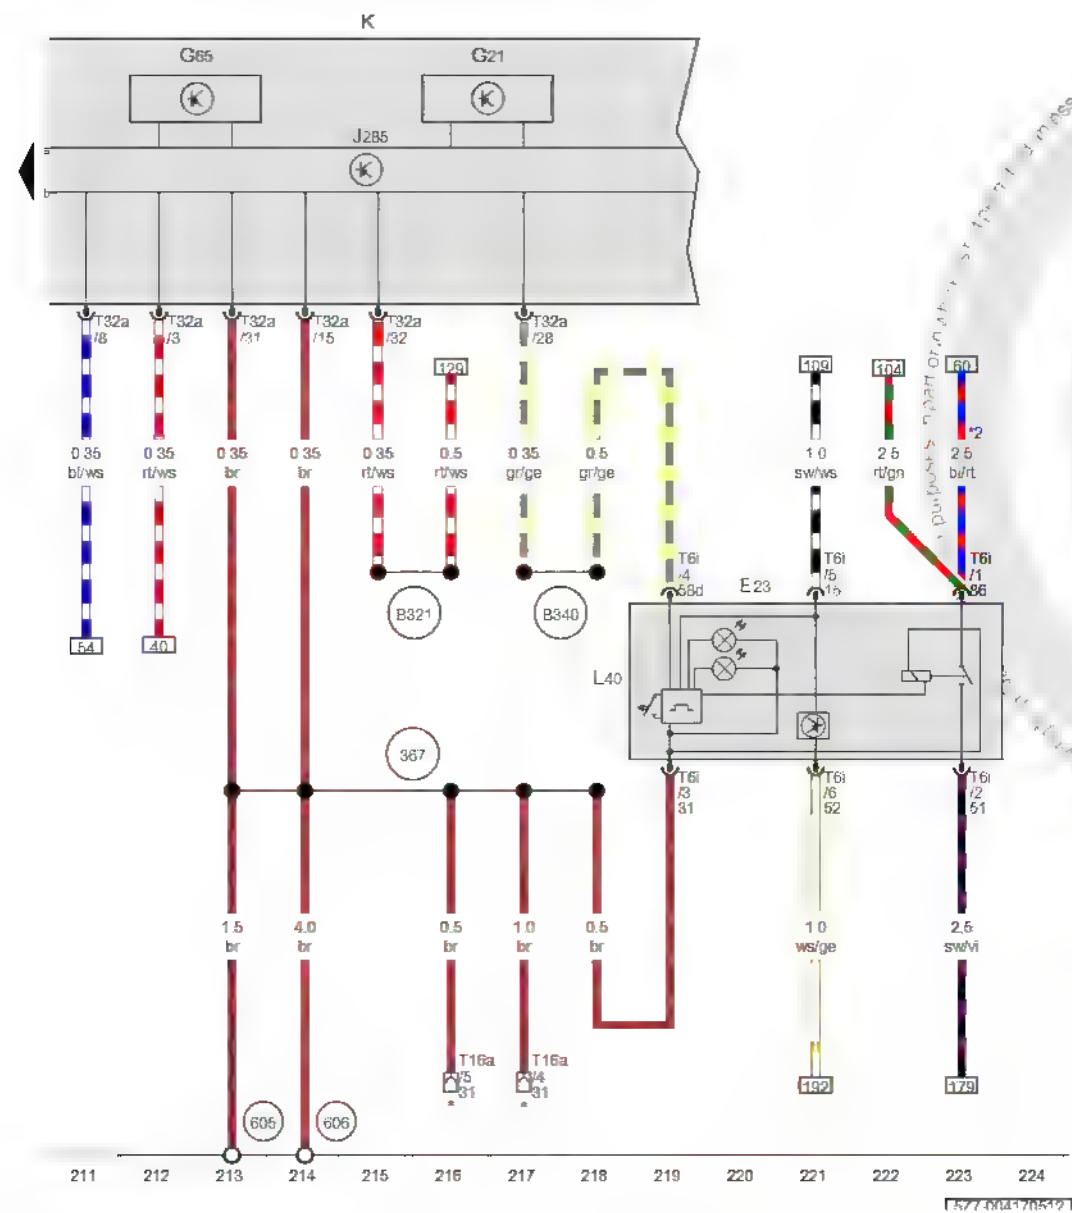 K
G65
G21
J285
b
T32a
/8
T32a
/3
T32a
/31
T32a
/15
T32a
/32
T32a
/28
129
109
104
60
*2
0.35
bl/ws
0.35
rt/ws
0.35
br
0.35
br
0.35
rt/ws
0.5
rt/ws
0.35
gr/ge
0.5
gr/ge
1.0
sw/ws
2.5
rt/gn
2.5
bl/rt
T6i
/4
58d
T6i
/5
15
T6i
/1
86
E23
B321
B340
54
40
L40
367
T6i
/3
31
T6i
/6
52
T6i
/2
51
1.5
br
4.0
br
0.5
br
1.0
br
0.5
br
1.0
ws/ge
2.5
sw/vi
T16a
/5
31
*
T16a
/4
31
*
192
179
605
606
211 212 213 214 215 216 217 218 219 220 221 222 223 224
S77-004170512
purposes, in part or in